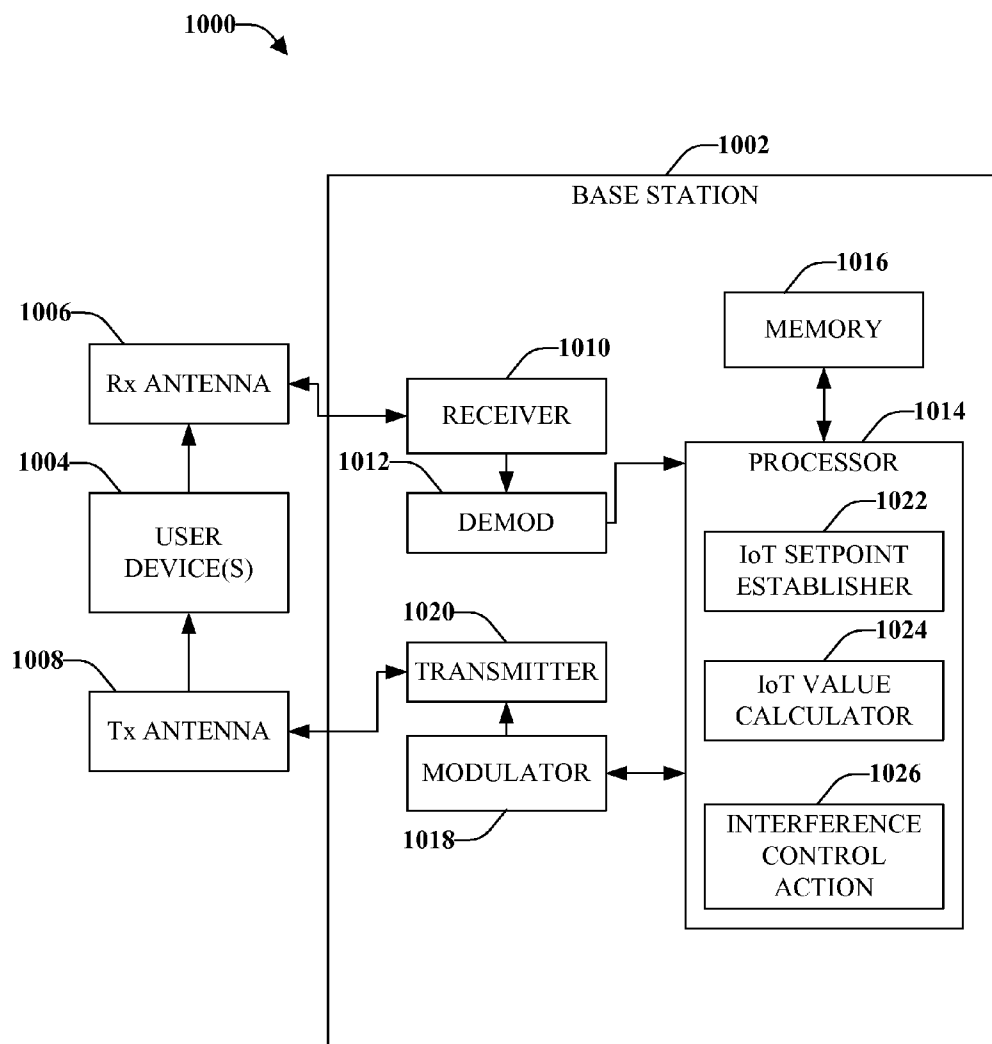 1000
1002
BASE STATION
1016
MEMORY
1006
Rx ANTENNA
1010
RECEIVER
1014
PROCESSOR
1004
USER
DEVICE(S)
1012
DEMOD
1022
IoT SETPOINT
ESTABLISHER
1008
Tx ANTENNA
1020
TRANSMITTER
1024
IoT VALUE
CALCULATOR
MODULATOR
1018
1026
INTERFERENCE
CONTROL
ACTION